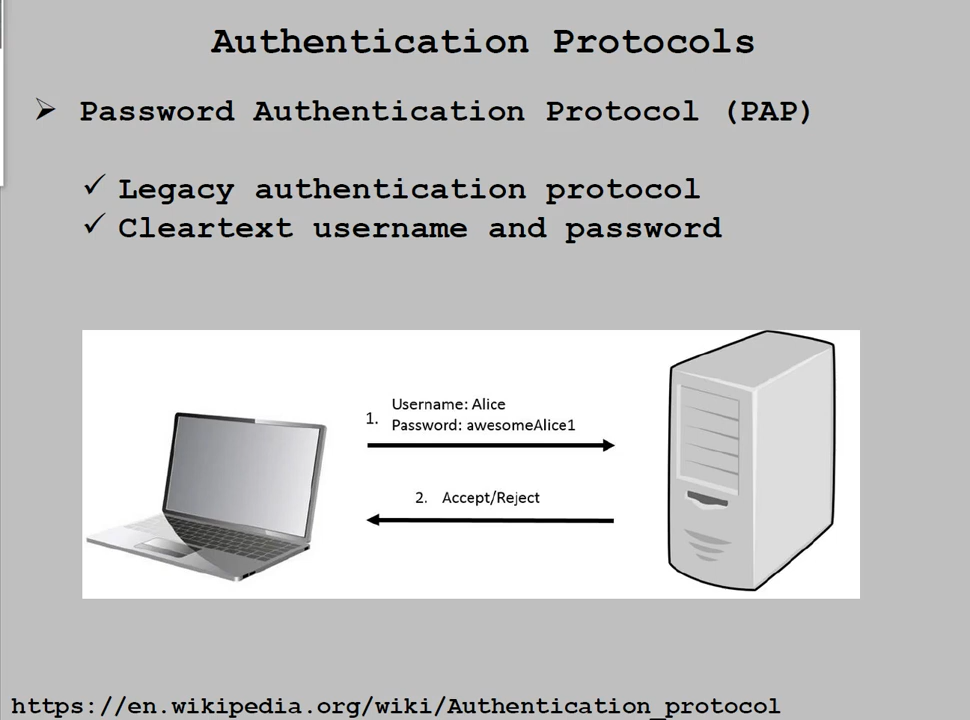 Authentication Protocols
Password Authentication Protocol (PAP)
Legacy authentication protocol
Cleartext username and password
1. Username: Alice
Password: awesomeAlice1
2. Accept/Reject
https://en.wikipedia.org/wiki/Authentication_protocol